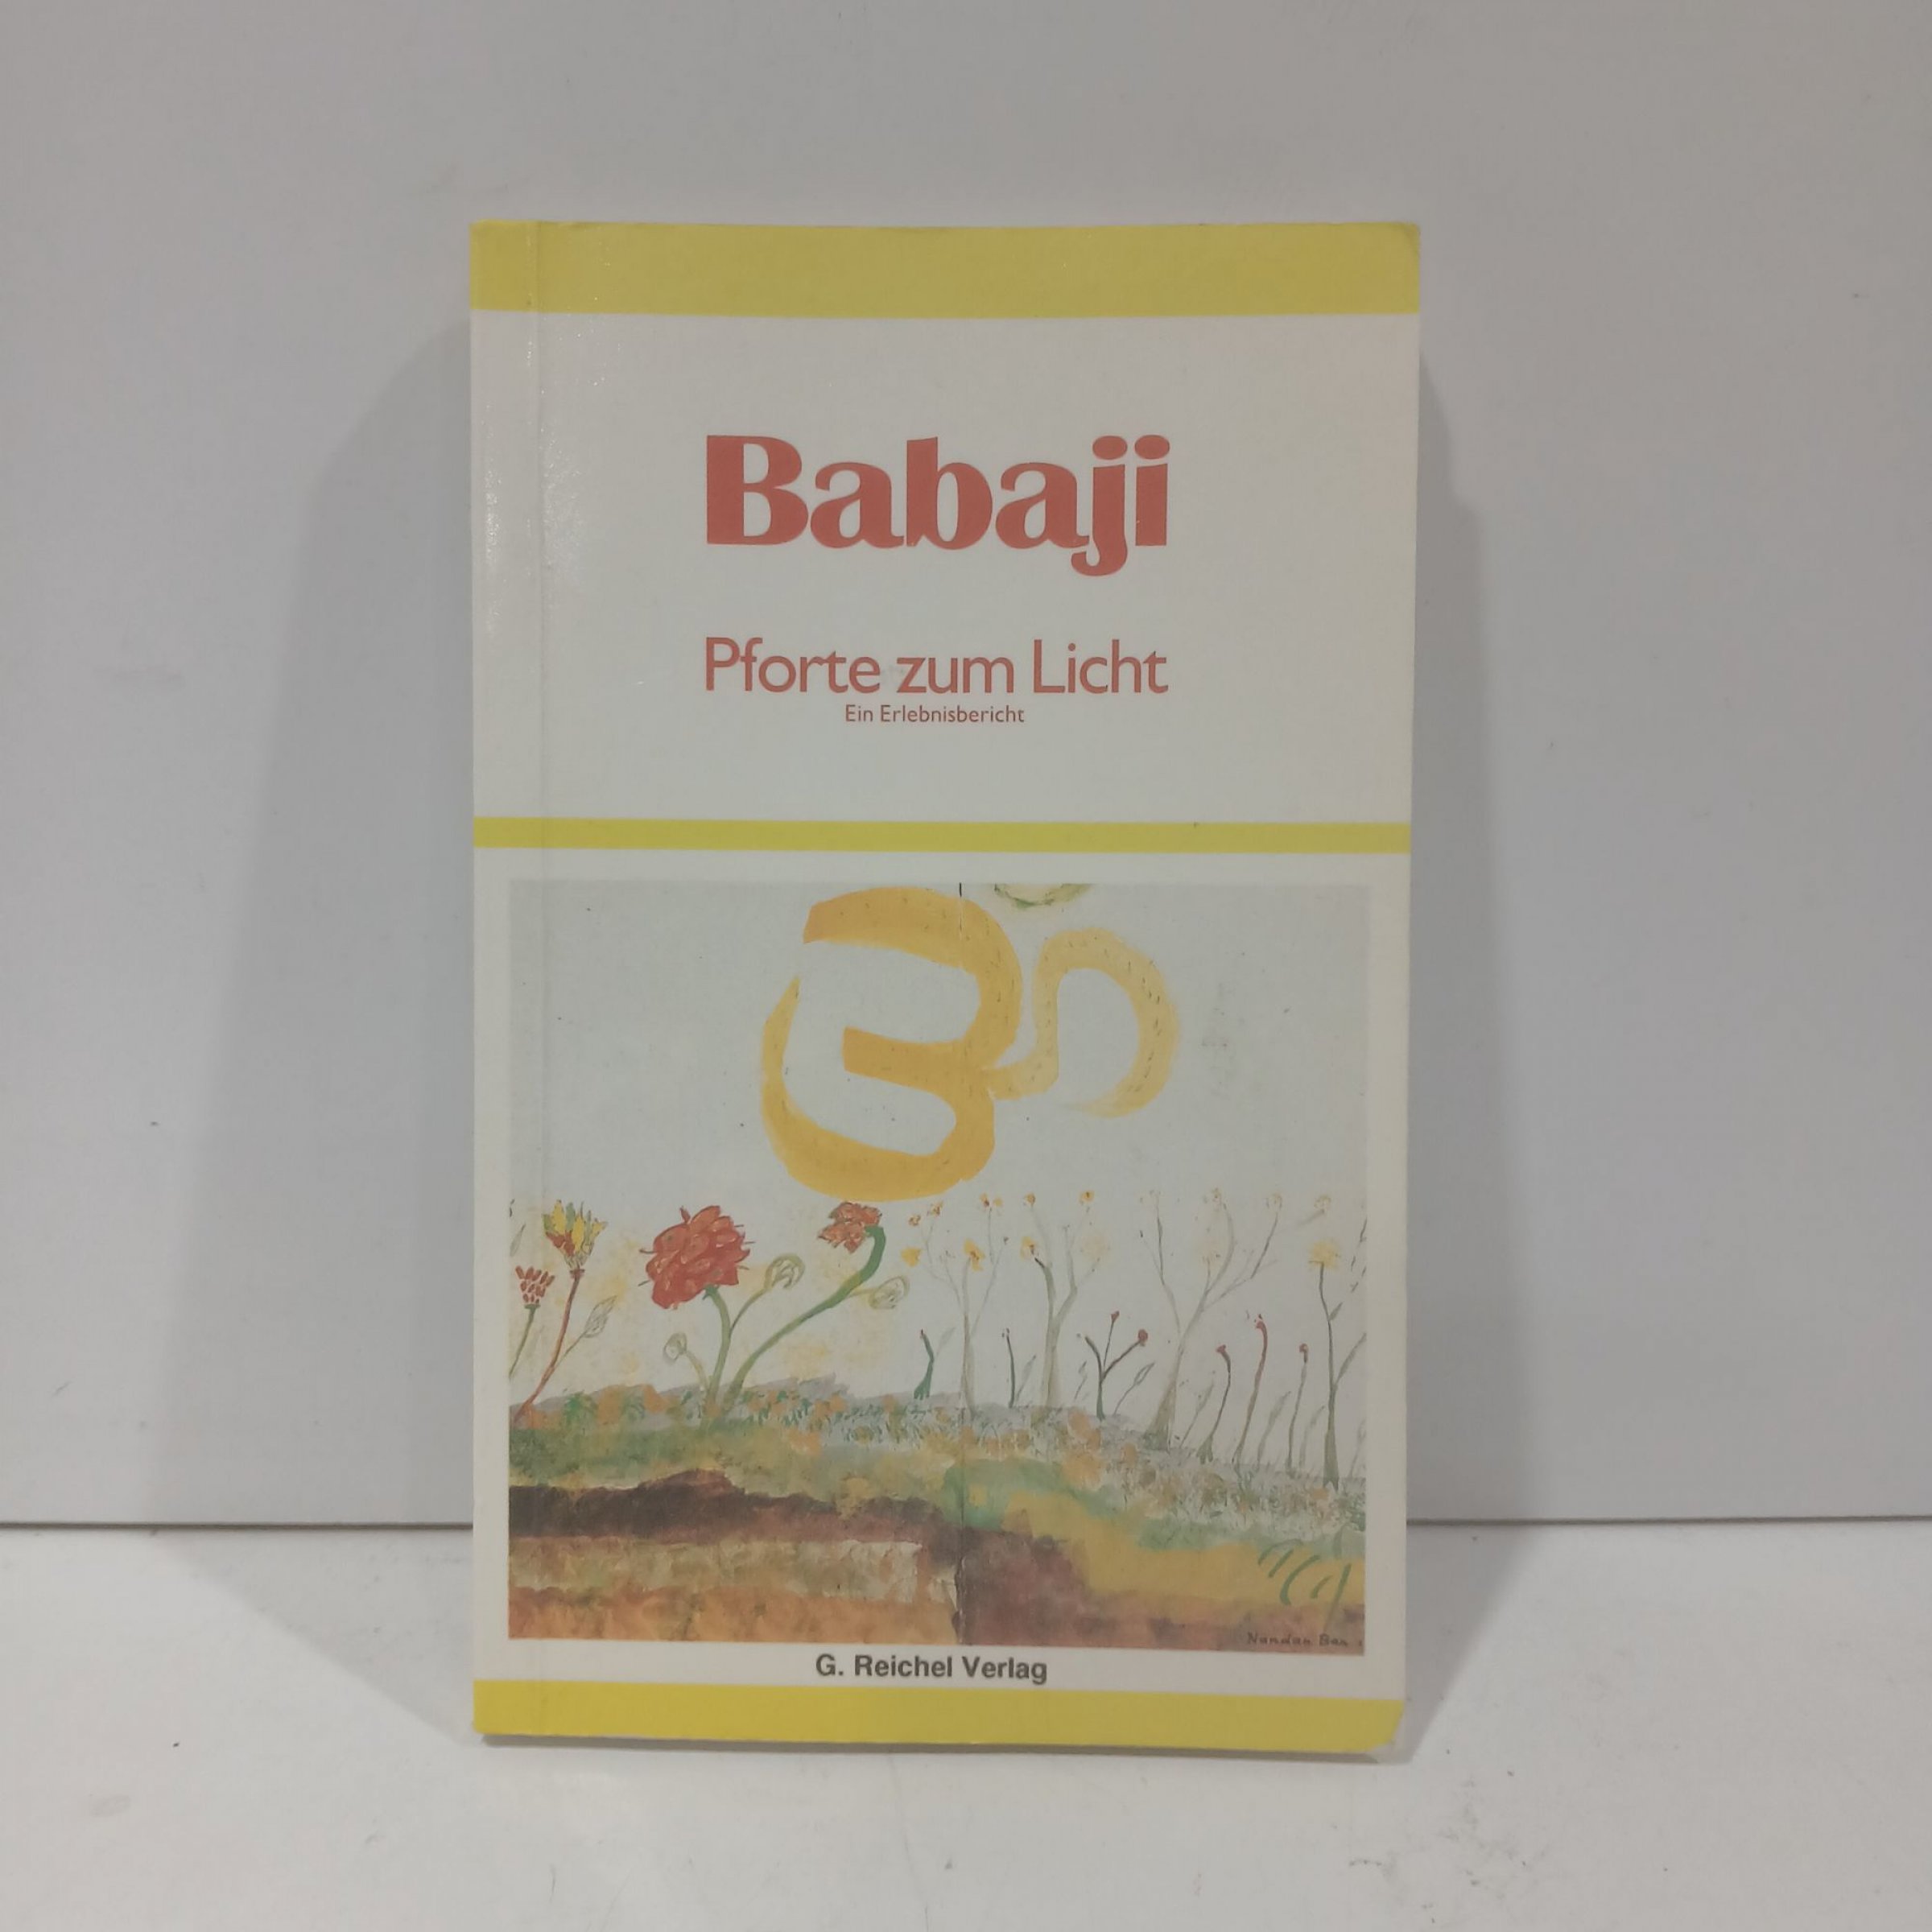 Babaji
Pforte zum Licht
Ein Erlebnisbericht
G. Reichel Verlag